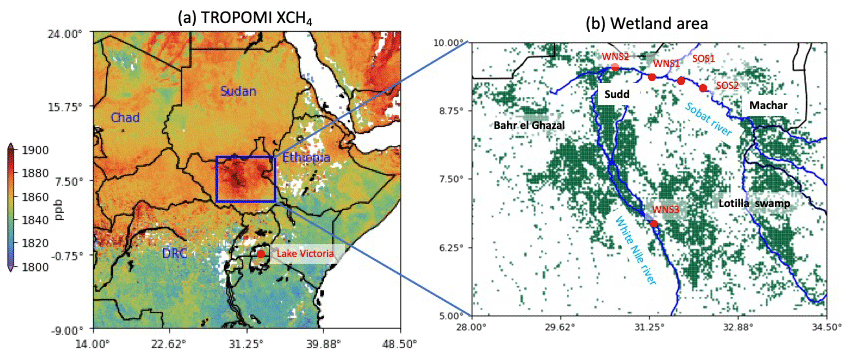 (a) TROPOMI XCH4
24.00°
15.75°
7.50°
-0.75°
-9.00°
14.00°
22.62°
31.25°
39.88°
48.50°
1900
1880
1860
1840
1820
1800
ppb
Sudan
Chad
Ethiopia
DRC
Lake Victoria
(b) Wetland area
10.00°
8.75°
7.50°
6.25°
5.00°
28.00°
29.62°
31.25°
32.88°
34.50°
WNS2
WNS1
SOS1
SOS2
Sudd
Machar
Sobat river
Bahr el Ghazal
WNS3
Lotilla swamp
White Nile river